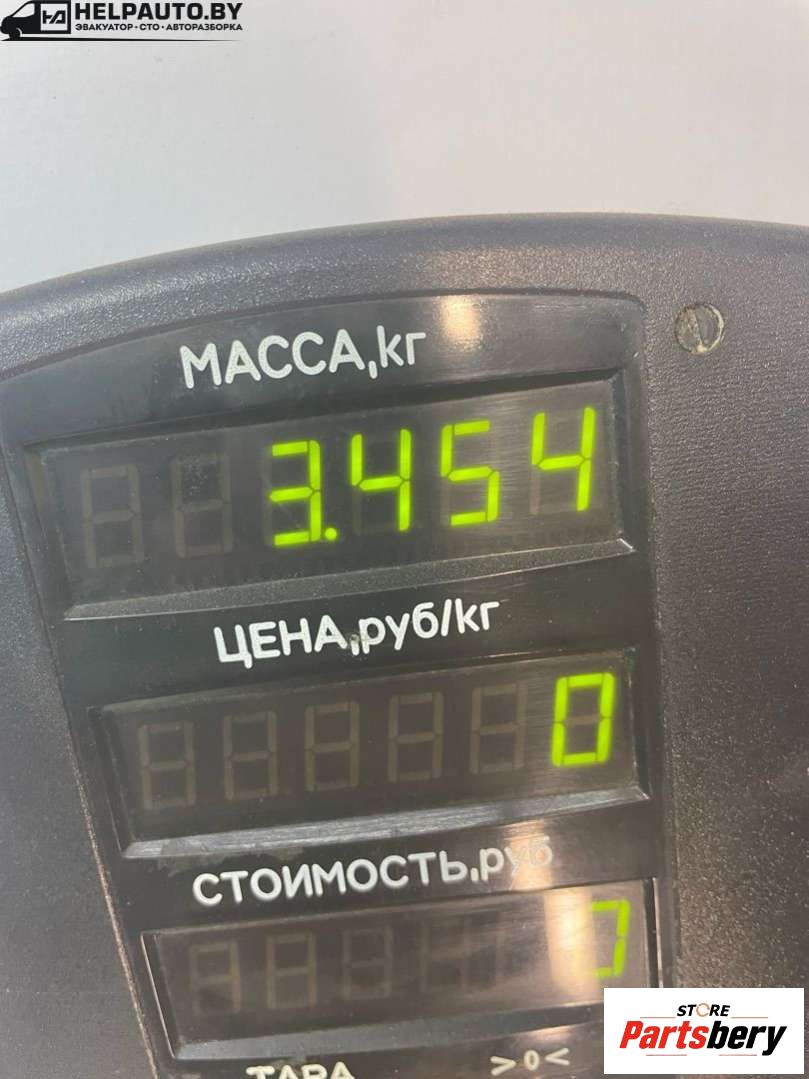 HELPAUTO.BY
ЭВАКУАТОР•СТО•АВТОРАЗБОРКА
МАССА,кг
3.454
ЦЕНА,руб/кг
0
СТОИМОСТЬ,руб
0
ТАРА >0<
STORE
Partsbery